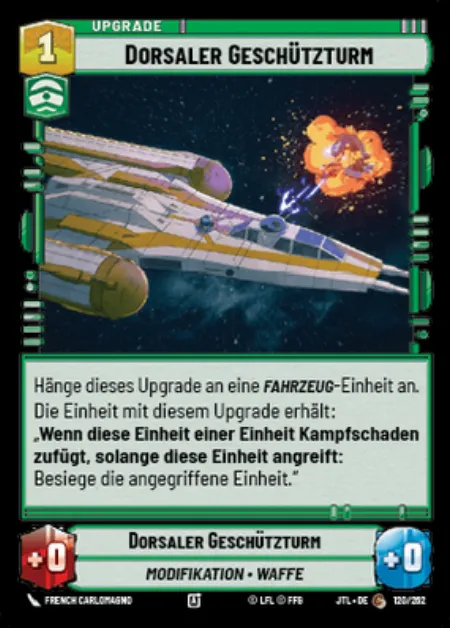 UPGRADE
1
DORSALER GESCHÜTZTURM
Hänge dieses Upgrade an eine FAHRZEUG-Einheit an.
Die Einheit mit diesem Upgrade erhält:
„Wenn diese Einheit einer Einheit Kampfschaden
zufügt, solange diese Einheit angreift:
Besiege die angegriffene Einheit.“
+0
DORSALER GESCHÜTZTURM
+0
MODIFIKATION • WAFFE
FRENCH CARLOMAGNO
© LFL © FFG
JTL • DE
120/262